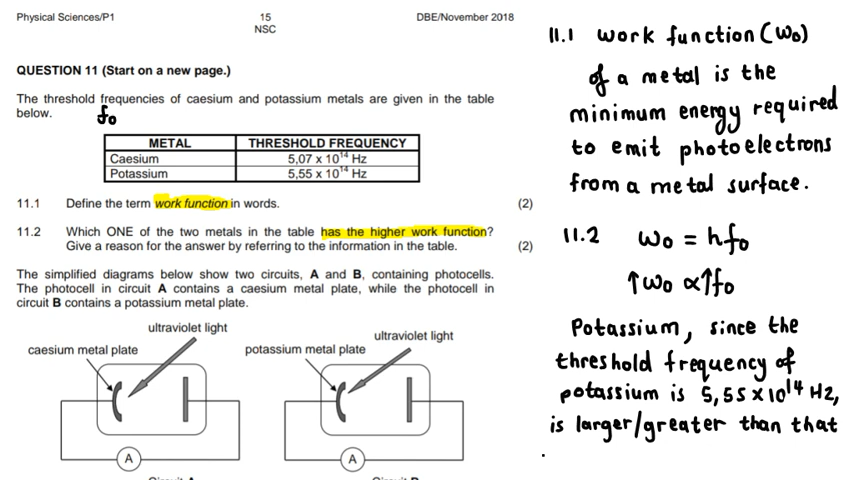 Physical Sciences/P1
15
DBE/November 2018
NSC
QUESTION 11 (Start on a new page.)
The threshold frequencies of caesium and potassium metals are given in the table
below.
f₀
METAL THRESHOLD FREQUENCY
Caesium 5,07 x 10¹⁴ Hz
Potassium 5,55 x 10¹⁴ Hz
11.1 Define the term work function in words. (2)
11.2 Which ONE of the two metals in the table has the higher work function?
Give a reason for the answer by referring to the information in the table. (2)
The simplified diagrams below show two circuits, A and B, containing photocells.
The photocell in circuit A contains a caesium metal plate, while the photocell in
circuit B contains a potassium metal plate.
ultraviolet light
caesium metal plate
A
ultraviolet light
potassium metal plate
A
11.1 work function (W₀)
of a metal is the
minimum energy required
to emit photoelectrons
from a metal surface.
11.2 W₀ = hf₀
↑W₀ ∝↑f₀
Potassium, since the
threshold frequency of
potassium is 5,55 x 10¹⁴ Hz,
is larger/greater than that